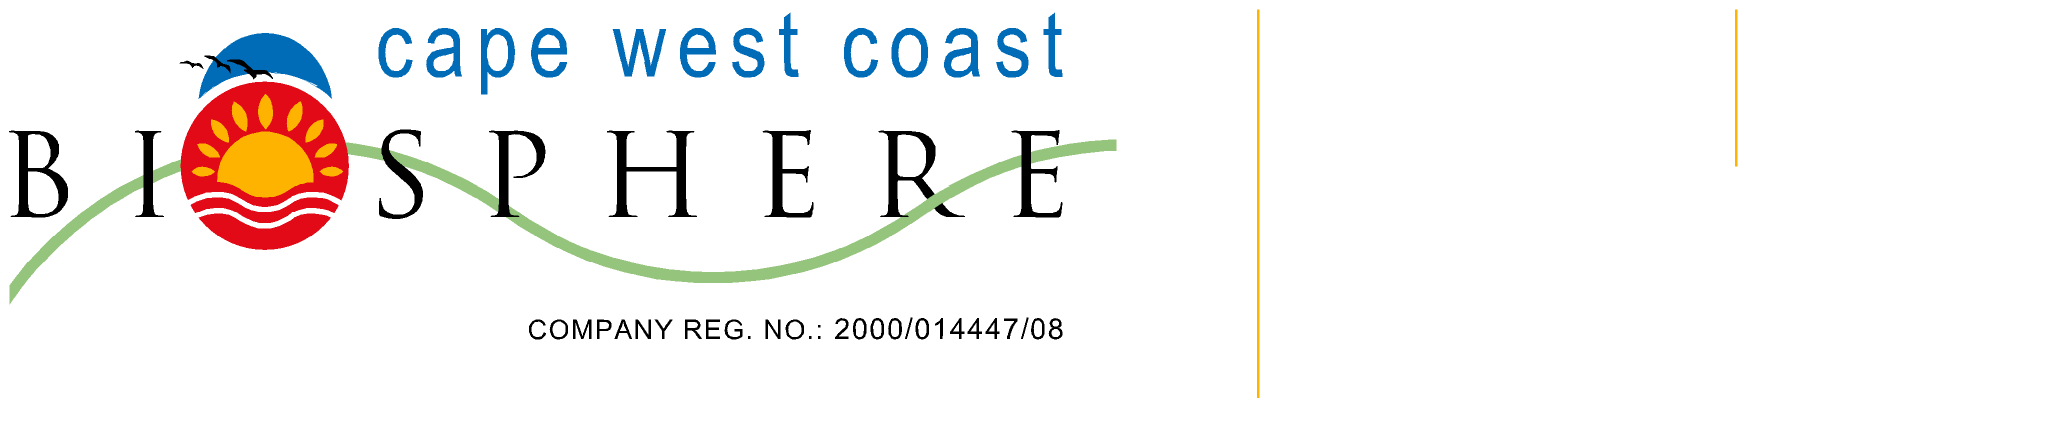 cape west coast
BIOSPHERE
COMPANY REG. NO.: 2000/014447/08